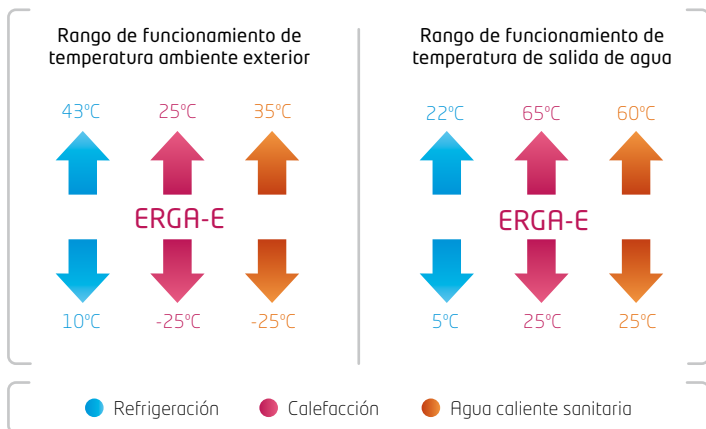 Rango de funcionamiento de
temperatura ambiente exterior
43ºC 25ºC 35ºC
ERGA-E
10ºC -25ºC -25ºC
Rango de funcionamiento de
temperatura de salida de agua
22ºC 65ºC 60ºC
ERGA-E
5ºC 25ºC 25ºC
Refrigeración Calefacción Agua caliente sanitaria